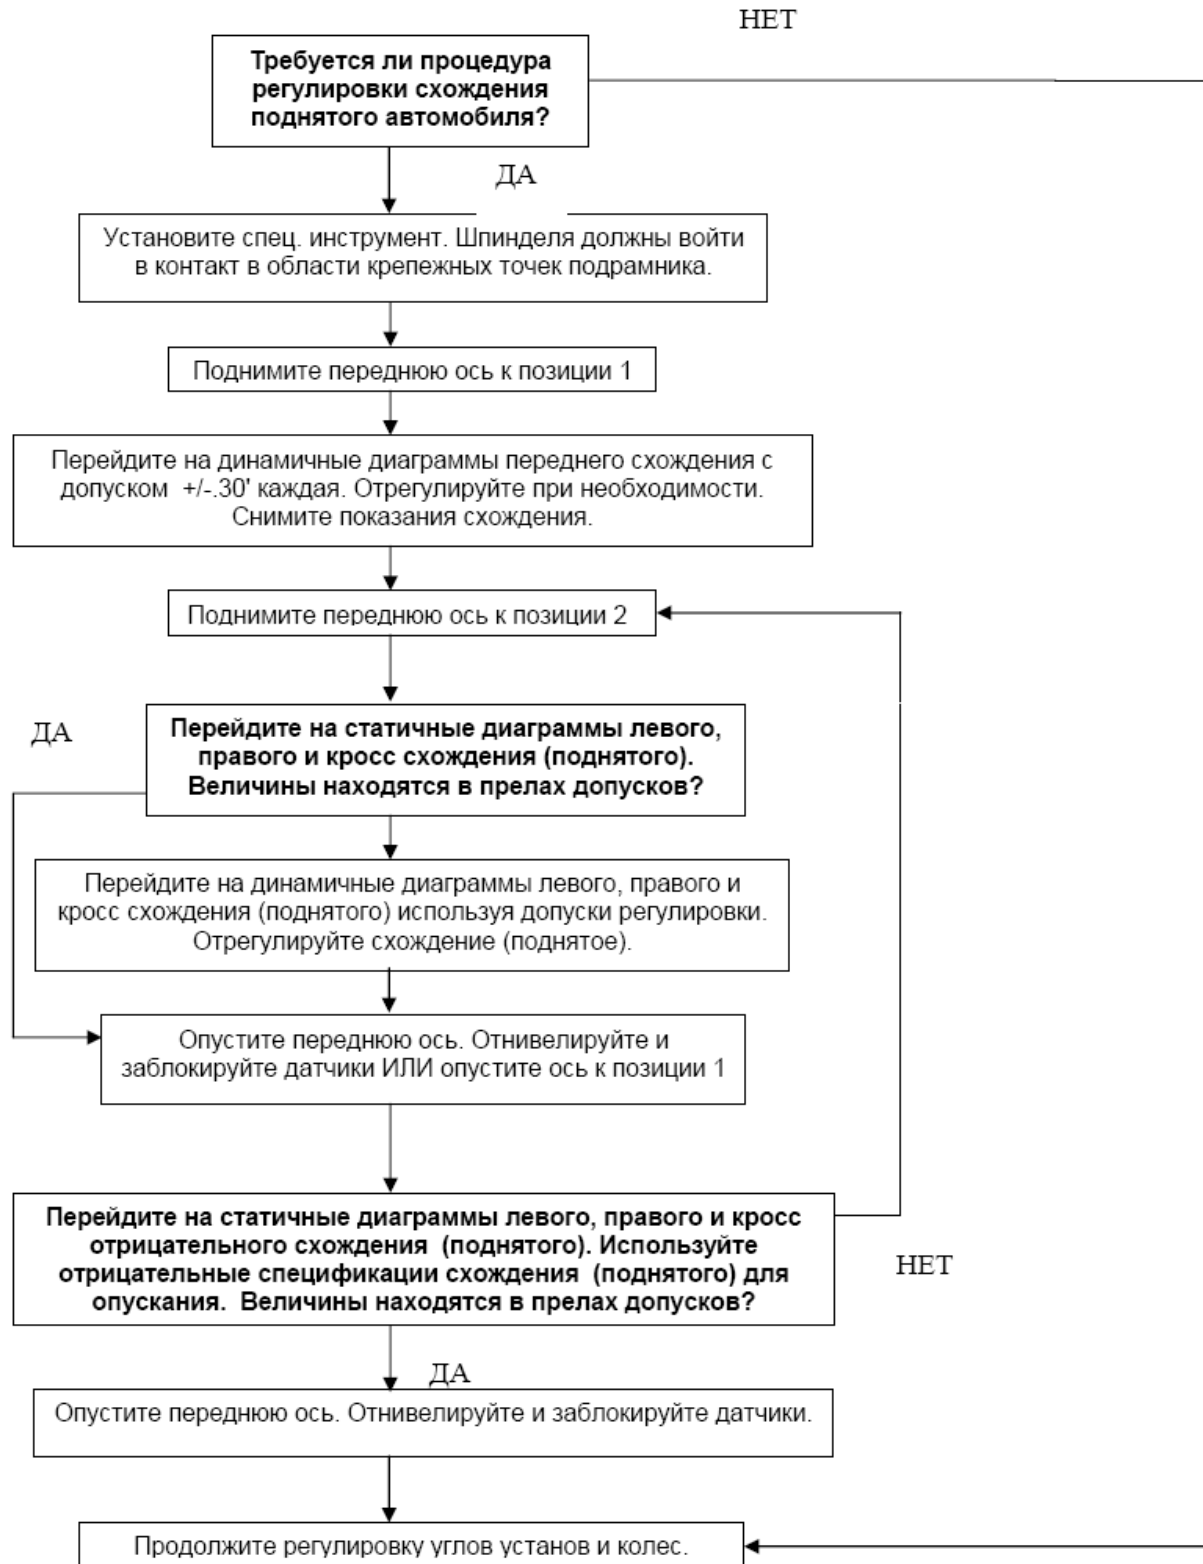 НЕТ
Требуется ли процедура
регулировки схождения
поднятого автомобиля?
ДА
Установите спец. инструмент. Шпинделя должны войти
в контакт в области крепежных точек подрамника.
Поднимите переднюю ось к позиции 1
Перейдите на динамичные диаграммы переднего схождения с
допуском +/-.30' каждая. Отрегулируйте при необходимости.
Снимите показания схождения.
Поднимите переднюю ось к позиции 2
ДА
Перейдите на статичные диаграммы левого,
правого и кросс схождения (поднятого).
Величины находятся в прелах допусков?
Перейдите на динамичные диаграммы левого, правого и
кросс схождения (поднятого) используя допуски регулировки.
Отрегулируйте схождение (поднятое).
Опустите переднюю ось. Отнивелируйте и
заблокируйте датчики ИЛИ опустите ось к позиции 1
Перейдите на статичные диаграммы левого, правого и кросс
отрицательного схождения (поднятого). Используйте
отрицательные спецификации схождения (поднятого) для
опускания. Величины находятся в прелах допусков?
НЕТ
ДА
Опустите переднюю ось. Отнивелируйте и заблокируйте датчики.
Продолжите регулировку углов установ и колес.